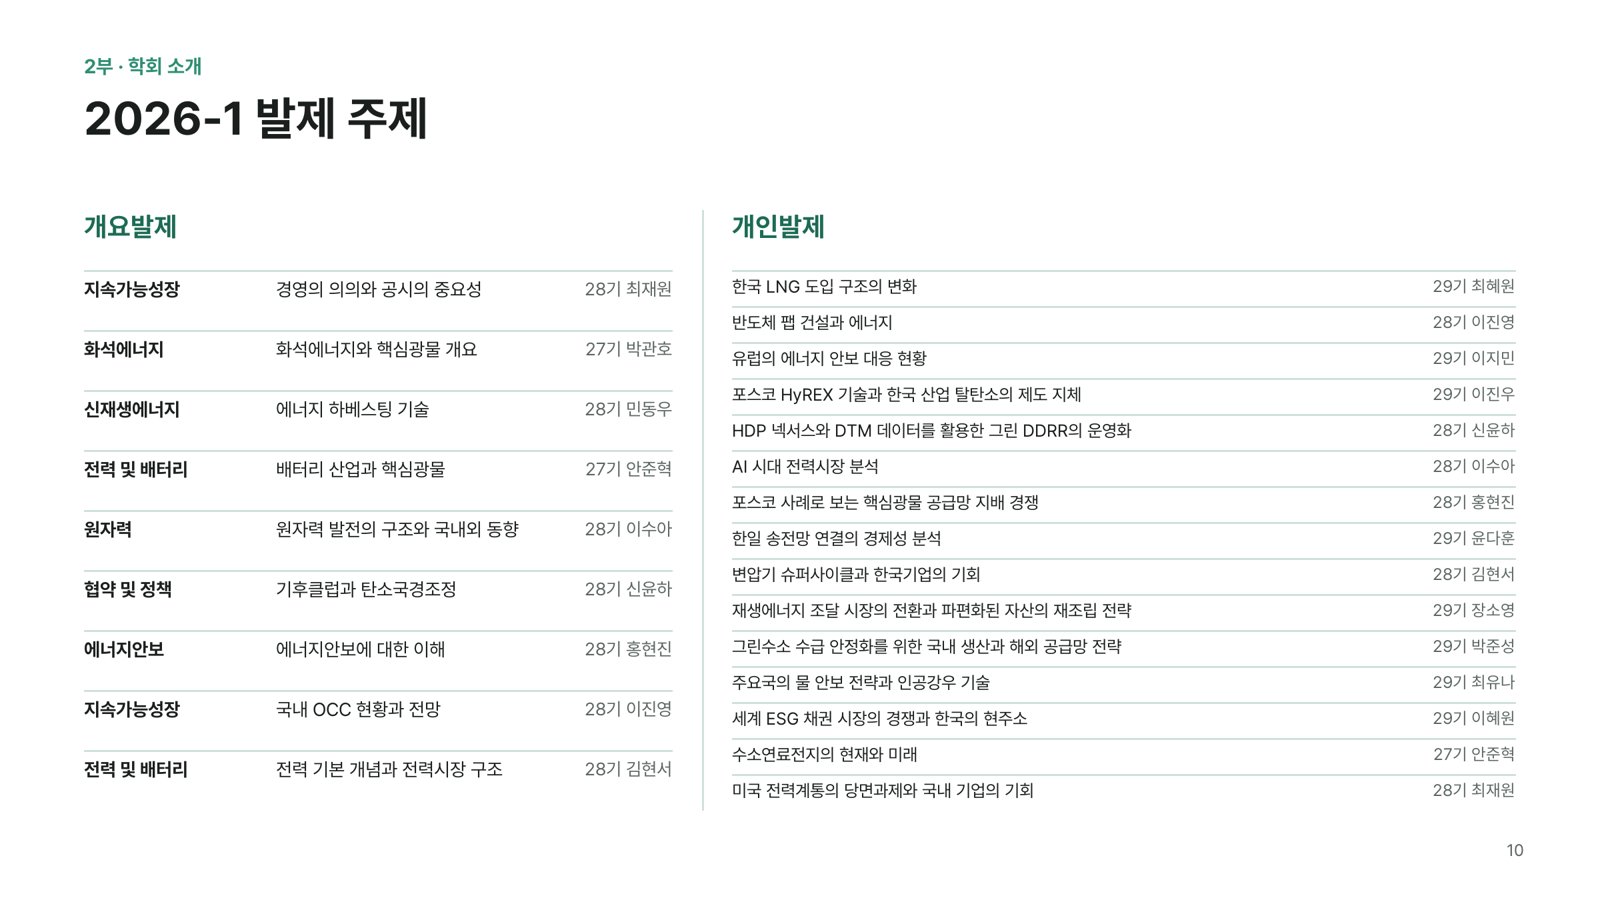 2부 · 학회 소개
2026-1 발제 주제
개요발제
지속가능성장 경영의 의의와 공시의 중요성 28기 최재원
화석에너지 화석에너지와 핵심광물 개요 27기 박관호
신재생에너지 에너지 하베스팅 기술 28기 민동우
전력 및 배터리 배터리 산업과 핵심광물 27기 안준혁
원자력 원자력 발전의 구조와 국내외 동향 28기 이수아
협약 및 정책 기후클럽과 탄소국경조정 28기 신윤하
에너지안보 에너지안보에 대한 이해 28기 홍현진
지속가능성장 국내 OCC 현황과 전망 28기 이진영
전력 및 배터리 전력 기본 개념과 전력시장 구조 28기 김현서
개인발제
한국 LNG 도입 구조의 변화 29기 최혜원
반도체 팹 건설과 에너지 28기 이진영
유럽의 에너지 안보 대응 현황 29기 이지민
포스코 HyREX 기술과 한국 산업 탈탄소의 제도 지체 29기 이진우
HDP 넥서스와 DTM 데이터를 활용한 그린 DDRR의 운영화 28기 신윤하
AI 시대 전력시장 분석 28기 이수아
포스코 사례로 보는 핵심광물 공급망 지배 경쟁 28기 홍현진
한일 송전망 연결의 경제성 분석 29기 윤다훈
변압기 슈퍼사이클과 한국기업의 기회 28기 김현서
재생에너지 조달 시장의 전환과 파편화된 자산의 재조립 전략 29기 장소영
그린수소 수급 안정화를 위한 국내 생산과 해외 공급망 전략 29기 박준성
주요국의 물 안보 전략과 인공강우 기술 29기 최유나
세계 ESG 채권 시장의 경쟁과 한국의 현주소 29기 이혜원
수소연료전지의 현재와 미래 27기 안준혁
미국 전력계통의 당면과제와 국내 기업의 기회 28기 최재원
10